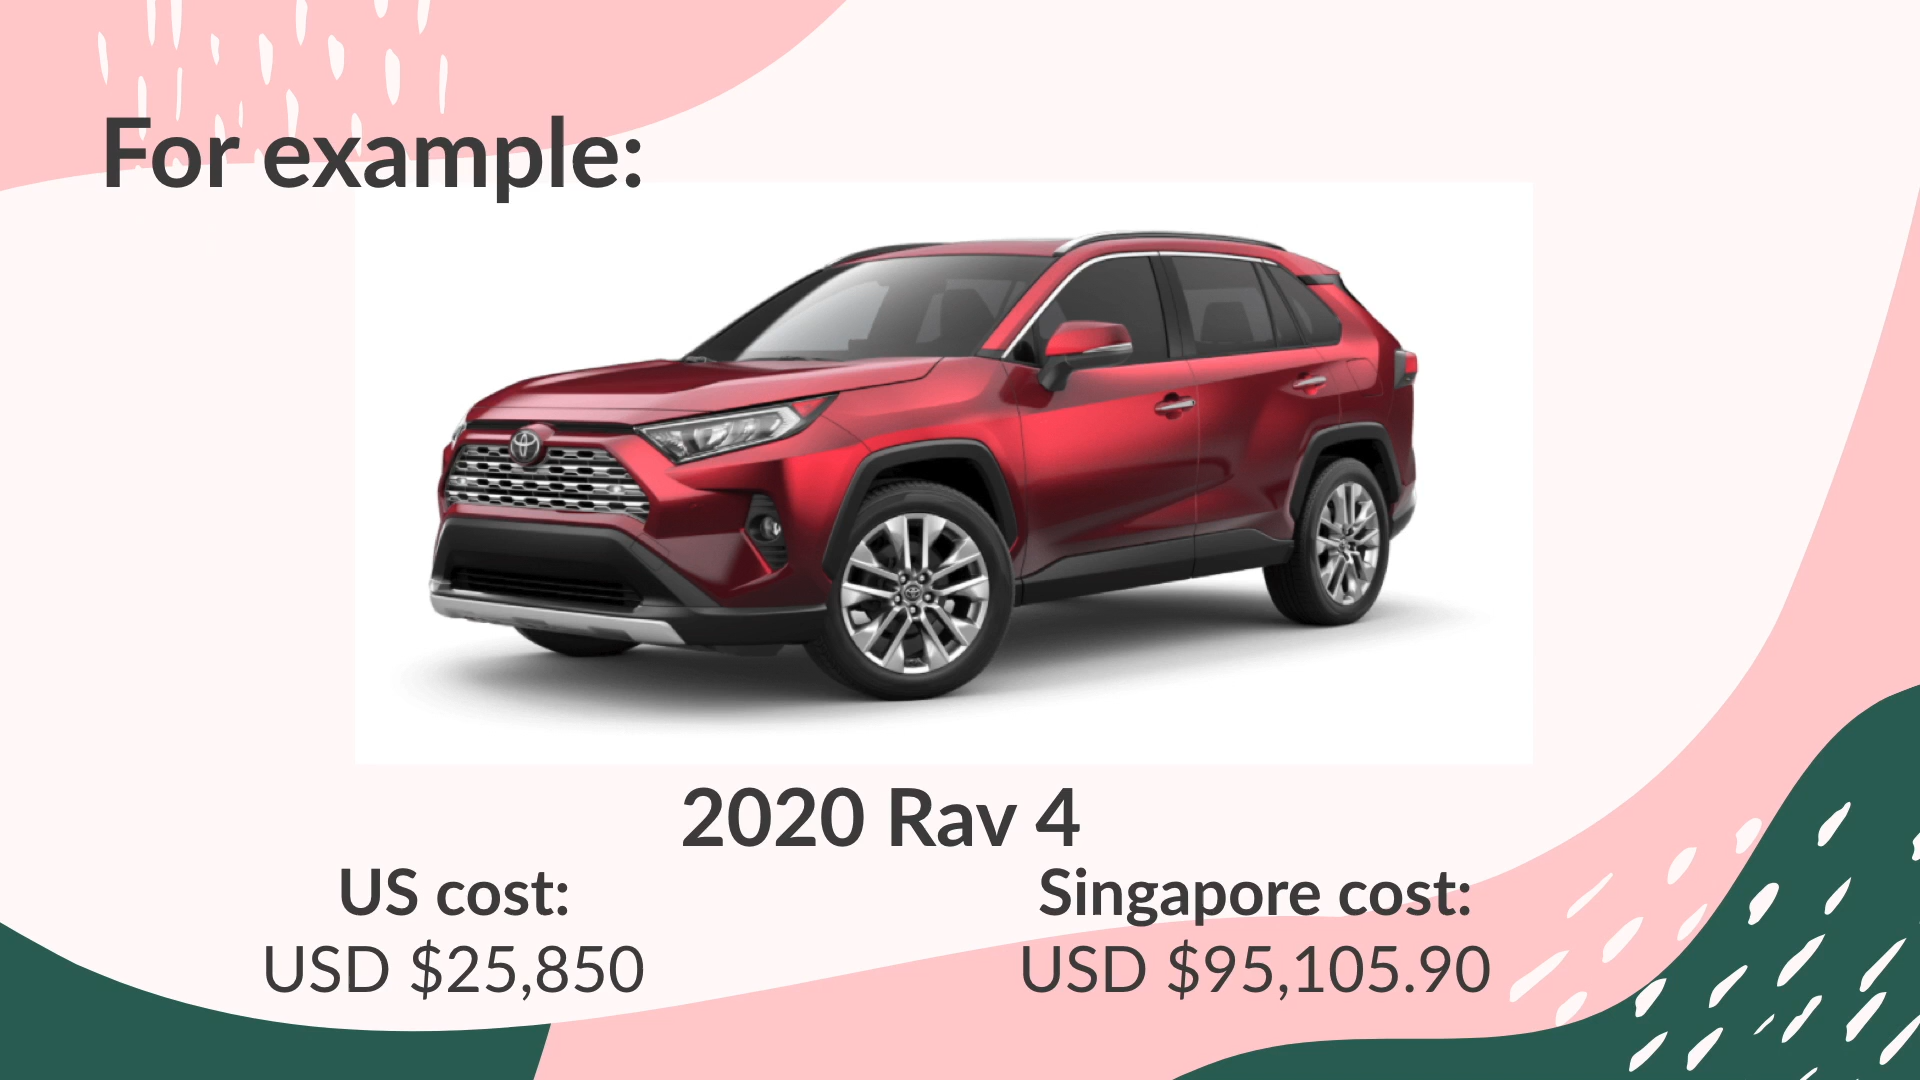 For example:
2020 Rav 4
US cost:
USD $25,850
Singapore cost:
USD $95,105.90